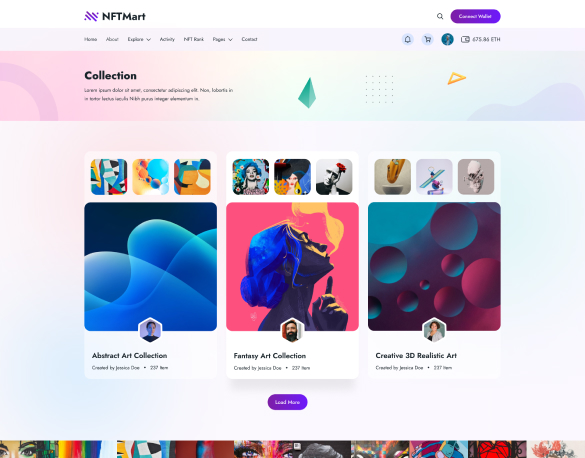 NFTMart
Connect Wallet
Home About Explore Activity NFT Rank Pages Contact 675.86 ETH
Collection
Lorem ipsum dolor sit amet, consectetur adipiscing elit. Non, lobortis in
in tortor lectus iaculis Nibh purus integer elementum in.
Abstract Art Collection
Created by Jessica Doe • 237 Item
Fantasy Art Collection
Created by Jessica Doe • 237 Item
Creative 3D Realistic Art
Created by Jessica Doe • 237 Item
Load More